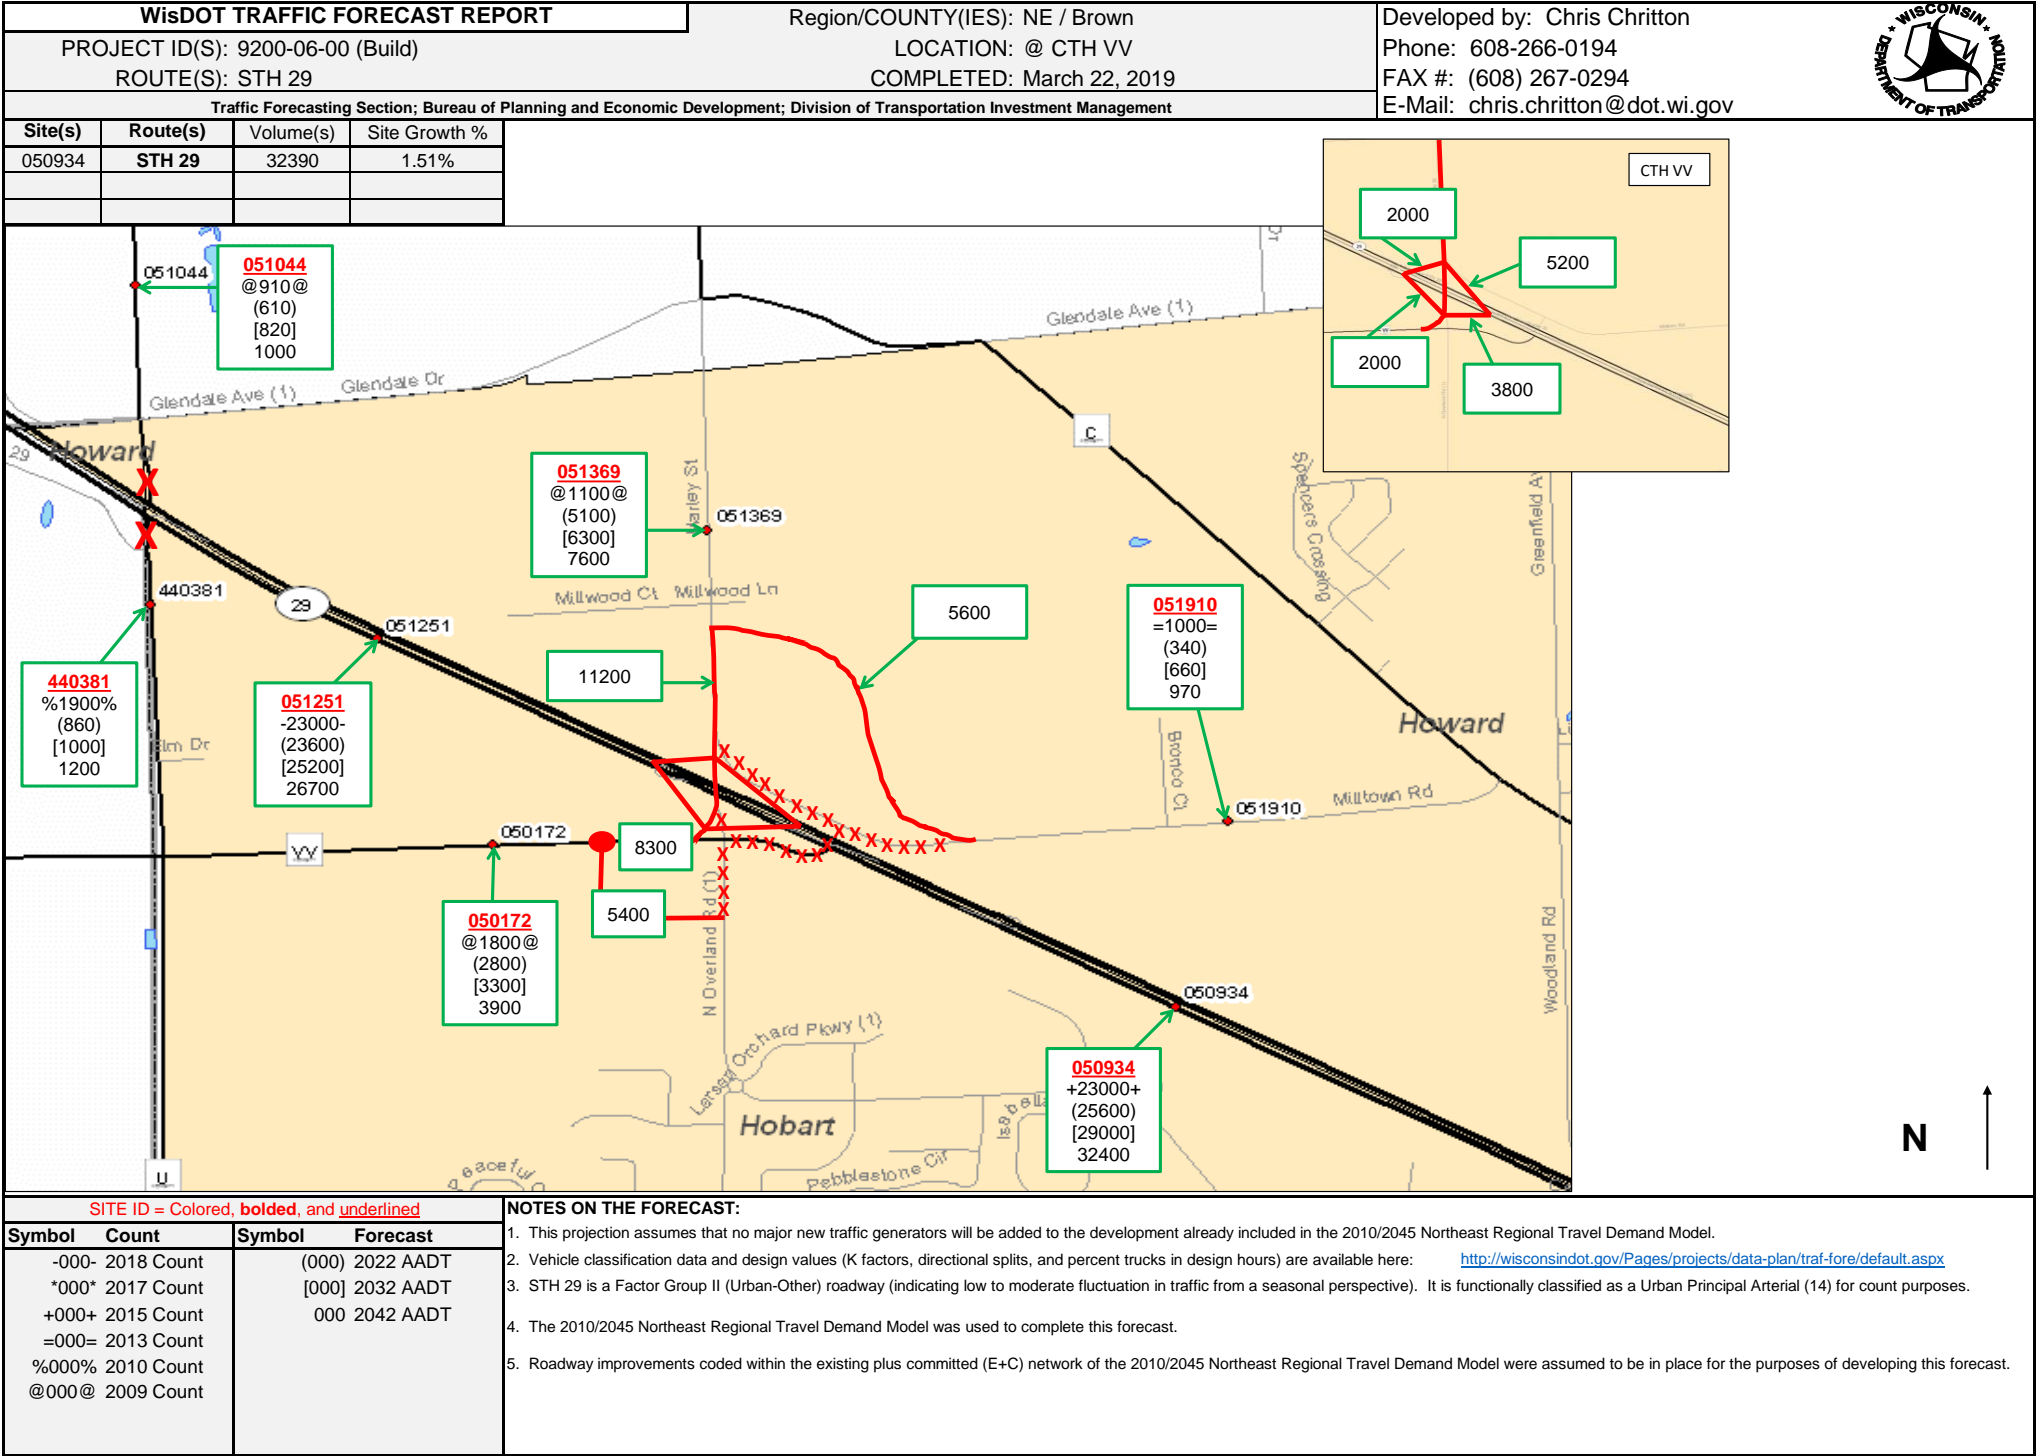 WisDOT TRAFFIC FORECAST REPORT
PROJECT ID(S): 9200-06-00 (Build)
ROUTE(S): STH 29
Region/COUNTY(IES): NE / Brown
LOCATION: @ CTH VV
COMPLETED: March 22, 2019
Traffic Forecasting Section; Bureau of Planning and Economic Development; Division of Transportation Investment Management
Developed by: Chris Chritton
Phone: 608-266-0194
FAX #: (608) 267-0294
E-Mail: chris.chritton@dot.wi.gov
WISCONSIN
DEPARTMENT OF TRANSPORTATION
Site(s) Route(s) Volume(s) Site Growth %
050934 STH 29 32390 1.51%
CTH VV
2000
5200
2000
3800
051044
051044
@910@
(610)
[820]
1000
Glendale Ave (1)
Glendale Dr
Glendale Ave (1)
Howard
29
C
051369
@1100@
(5100)
[6300]
7600
051369
Millwood Ct
Millwood Ln
Spencers Crossing
Greenfield Av
X
X
440381
29
051251
440381
%1900%
(860)
[1000]
1200
Elm Dr
051251
-23000-
(23600)
[25200]
26700
11200
5600
051910
=1000=
(340)
[660]
970
Howard
Bronco Ct
051910
Milltown Rd
VV
050172
8300
5400
050172
@1800@
(2800)
[3300]
3900
N Overland Rd (1)
Woodland Rd
050934
050934
+23000+
(25600)
[29000]
32400
Larsen Orchard Pkwy (1)
Hobart
Pebblestone Cir
U
N
SITE ID = Colored, bolded, and underlined
Symbol Count Symbol Forecast
-000- 2018 Count (000) 2022 AADT
*000* 2017 Count [000] 2032 AADT
+000+ 2015 Count 000 2042 AADT
=000= 2013 Count
%000% 2010 Count
@000@ 2009 Count
NOTES ON THE FORECAST:
1. This projection assumes that no major new traffic generators will be added to the development already included in the 2010/2045 Northeast Regional Travel Demand Model.
2. Vehicle classification data and design values (K factors, directional splits, and percent trucks in design hours) are available here: http://wisconsindot.gov/Pages/projects/data-plan/traf-fore/default.aspx
3. STH 29 is a Factor Group II (Urban-Other) roadway (indicating low to moderate fluctuation in traffic from a seasonal perspective). It is functionally classified as a Urban Principal Arterial (14) for count purposes.
4. The 2010/2045 Northeast Regional Travel Demand Model was used to complete this forecast.
5. Roadway improvements coded within the existing plus committed (E+C) network of the 2010/2045 Northeast Regional Travel Demand Model were assumed to be in place for the purposes of developing this forecast.